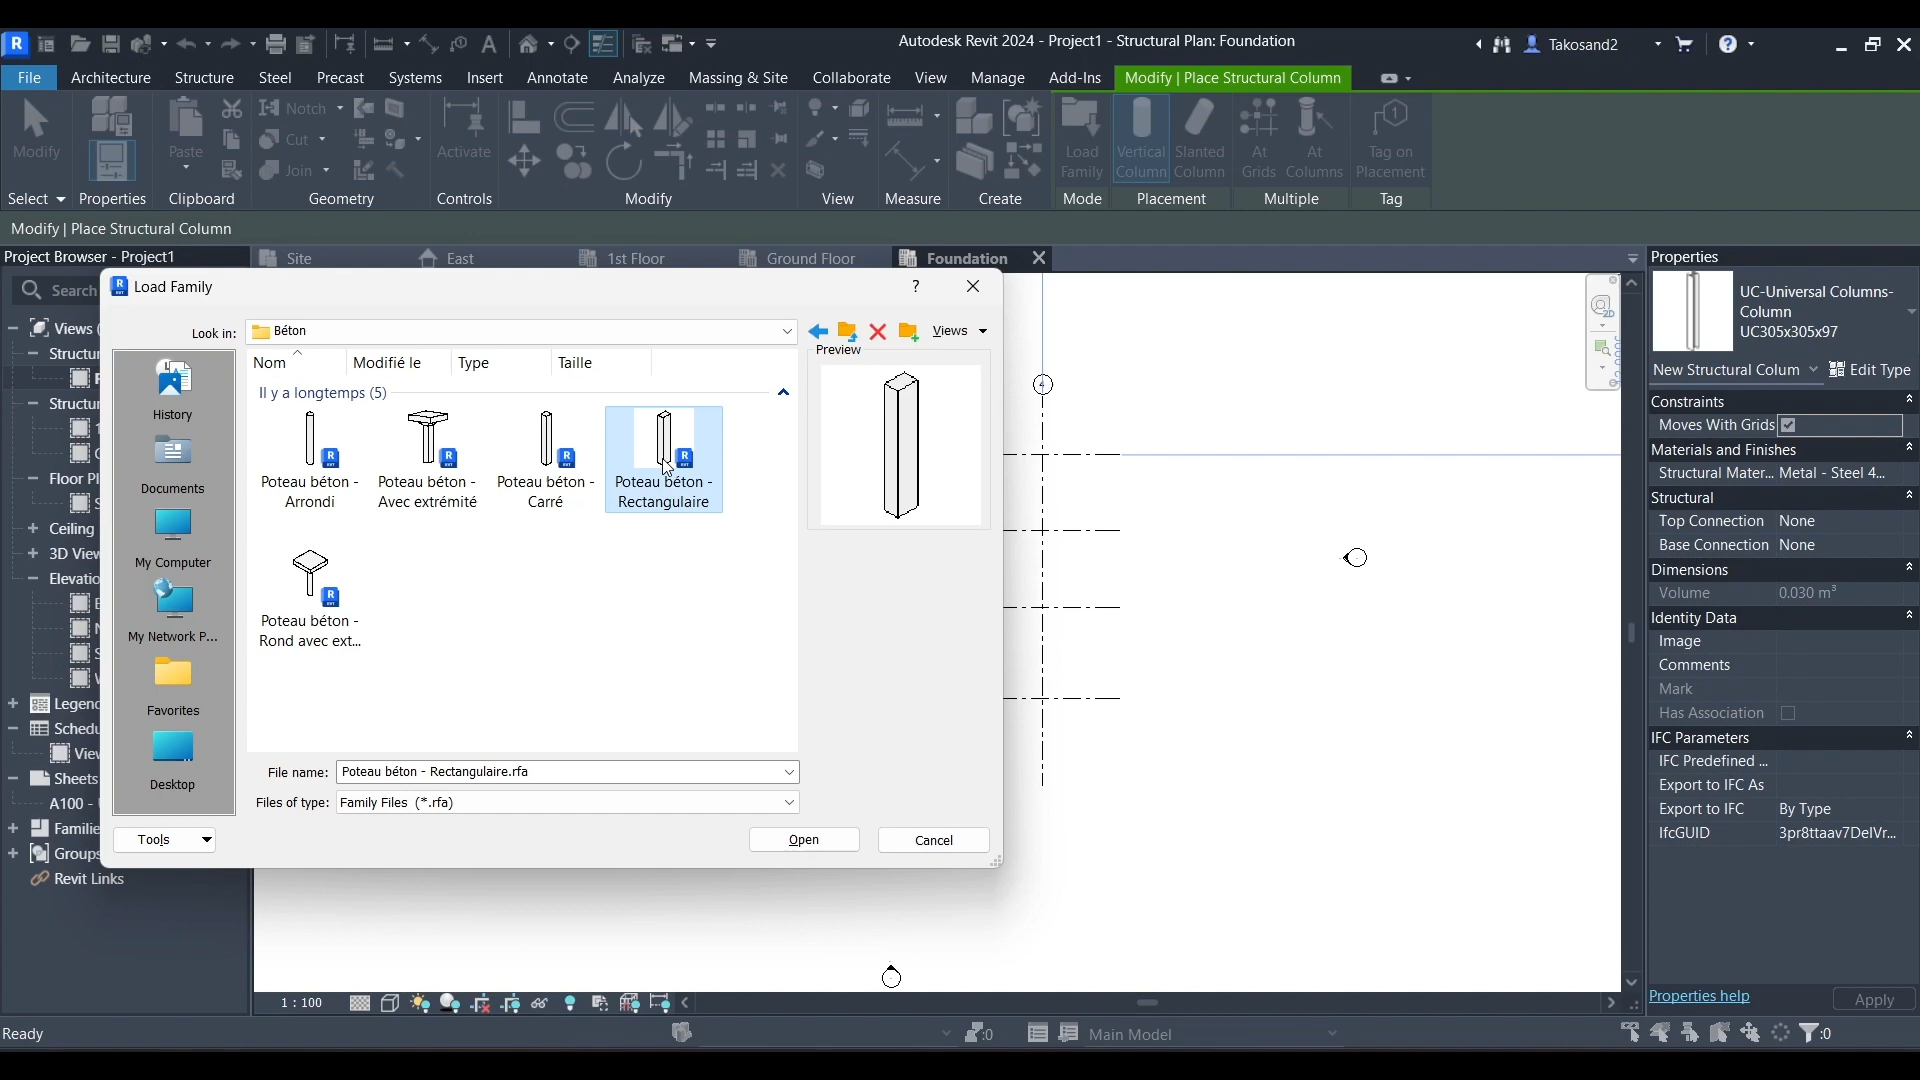 Autodesk Revit 2024 - Project1 - Structural Plan: Foundation
Takosand2
File Architecture Structure Steel Precast Systems Insert Annotate Analyze Massing & Site Collaborate View Manage Add-Ins Modify | Place Structural Column
Modify
Paste
Notch
Cut
Join
Activate
Load Family
Vertical Column
Slanted Column
At Grids
At Columns
Tag on Placement
Select Properties Clipboard Geometry Controls Modify View Measure Create Mode Placement Multiple Tag
Modify | Place Structural Column
Project Browser - Project1
Site East 1st Floor Ground Floor Foundation
Search
Views (
Structu
Structu
Floor Pl
Ceiling
3D View
Elevatio
Legend
Schedu
View
Sheets
A100 -
Familie
Groups
Revit Links
Load Family
Look in: Béton
Views
History
Documents
My Computer
My Network P...
Favorites
Desktop
Nom Modifié le Type Taille
Il y a longtemps (5)
Poteau béton - Arrondi
Poteau béton - Avec extrémité
Poteau béton - Carré
Poteau béton - Rectangulaire
Poteau béton - Rond avec ext...
Preview
File name: Poteau béton - Rectangulaire.rfa
Files of type: Family Files (*.rfa)
Tools Open Cancel
Properties
UC-Universal Columns-
Column
UC305x305x97
New Structural Colum Edit Type
Constraints
Moves With Grids
Materials and Finishes
Structural Mater... Metal - Steel 4...
Structural
Top Connection None
Base Connection None
Dimensions
Volume 0.030 m³
Identity Data
Image
Comments
Mark
Has Association
IFC Parameters
IFC Predefined ...
Export to IFC As
Export to IFC By Type
IfcGUID 3pr8ttaav7DeIVr...
Properties help Apply
1 : 100
Ready
:0
Main Model
:0